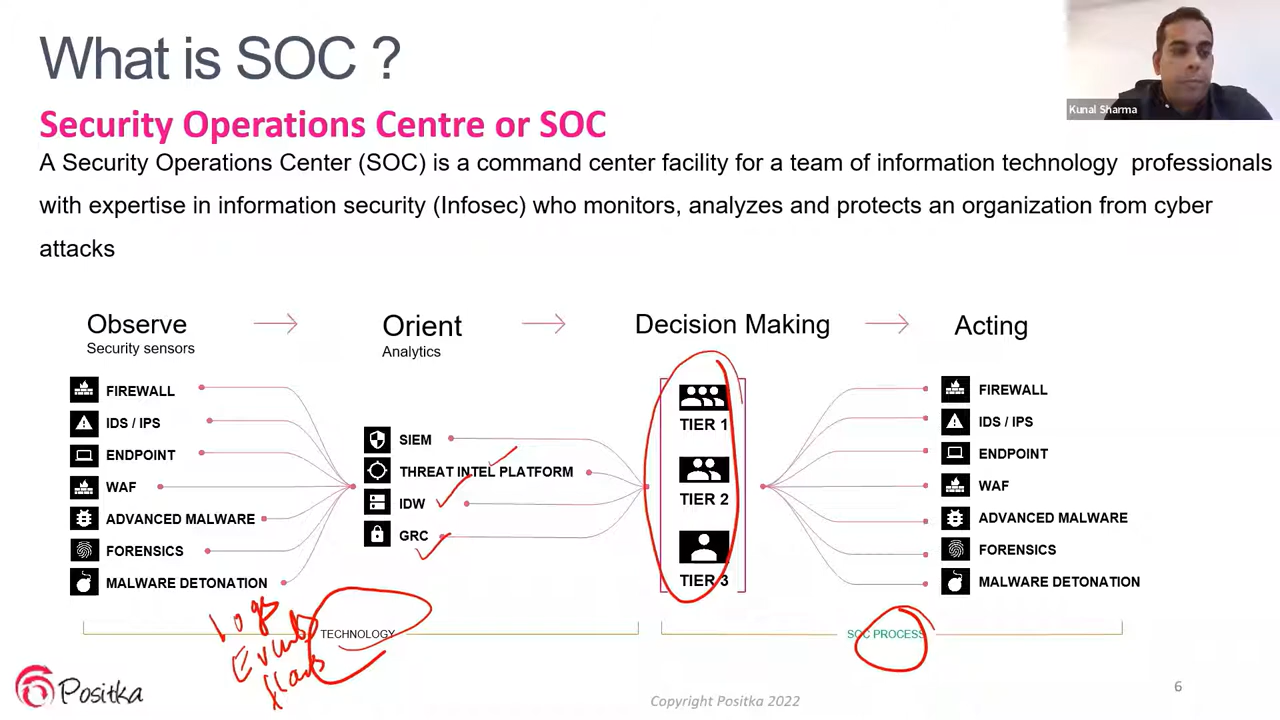 What is SOC ?
Kunal Sharma
Security Operations Centre or SOC
A Security Operations Center (SOC) is a command center facility for a team of information technology professionals
with expertise in information security (Infosec) who monitors, analyzes and protects an organization from cyber
attacks
Observe
Security sensors
FIREWALL
IDS / IPS
ENDPOINT
WAF
ADVANCED MALWARE
FORENSICS
MALWARE DETONATION
Orient
Analytics
SIEM
THREAT INTEL PLATFORM
IDW
GRC
Decision Making
TIER 1
TIER 2
TIER 3
Acting
FIREWALL
IDS / IPS
ENDPOINT
WAF
ADVANCED MALWARE
FORENSICS
MALWARE DETONATION
Logs
Events
TECHNOLOGY
SOC PROCESS
Positka
Copyright Positka 2022
6